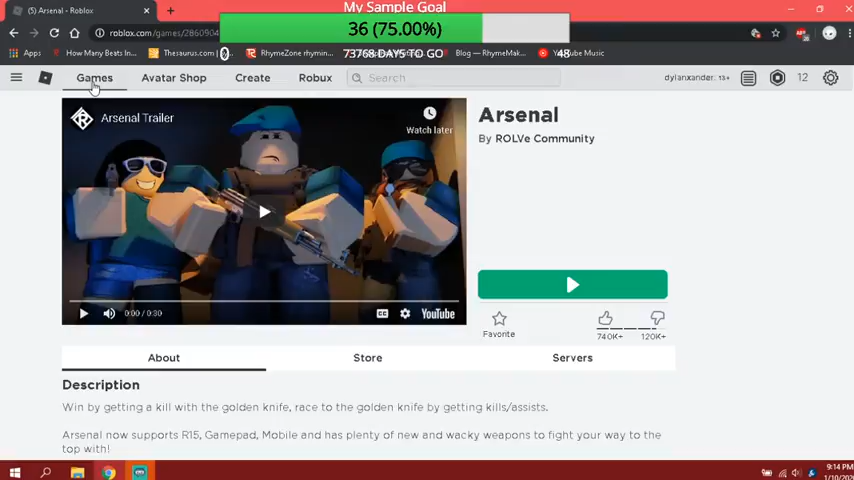 (5) Arsenal - Roblox
My Sample Goal
36 (75.00%)
73768 DAYS TO GO
0
48
roblox.com/games/2860904
Apps
How Many Beats In...
Thesaurus.com
RhymeZone rhymin...
Blog — RhymeMak...
YouTube Music
Games
Avatar Shop
Create
Robux
Search
dylanxander: 13+
12
Arsenal Trailer
Watch later
0:00 / 0:30
CC
YouTube
Arsenal
By ROLVe Community
Favorite
740K+
120K+
About
Store
Servers
Description
Win by getting a kill with the golden knife, race to the golden knife by getting kills/assists.
Arsenal now supports R15, Gamepad, Mobile and has plenty of new and wacky weapons to fight your way to the
top with!
9:14 PM